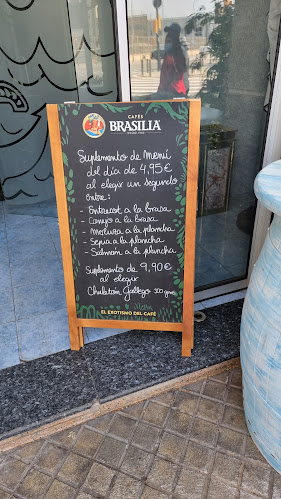 CAFÉS
BRASILIA
Suplemento de menú
del día de 4,95€
al elegir un segundo
Entre:
- Entrecot a la brasa
- Conejo a la brasa
- Merluza a la plancha
- Sepia a la plancha
- Salmón a la plancha
Suplemento de 9,90€
al elegir
Chuletón Gallego 500 grms
EL EXOTISMO DEL CAFÉ